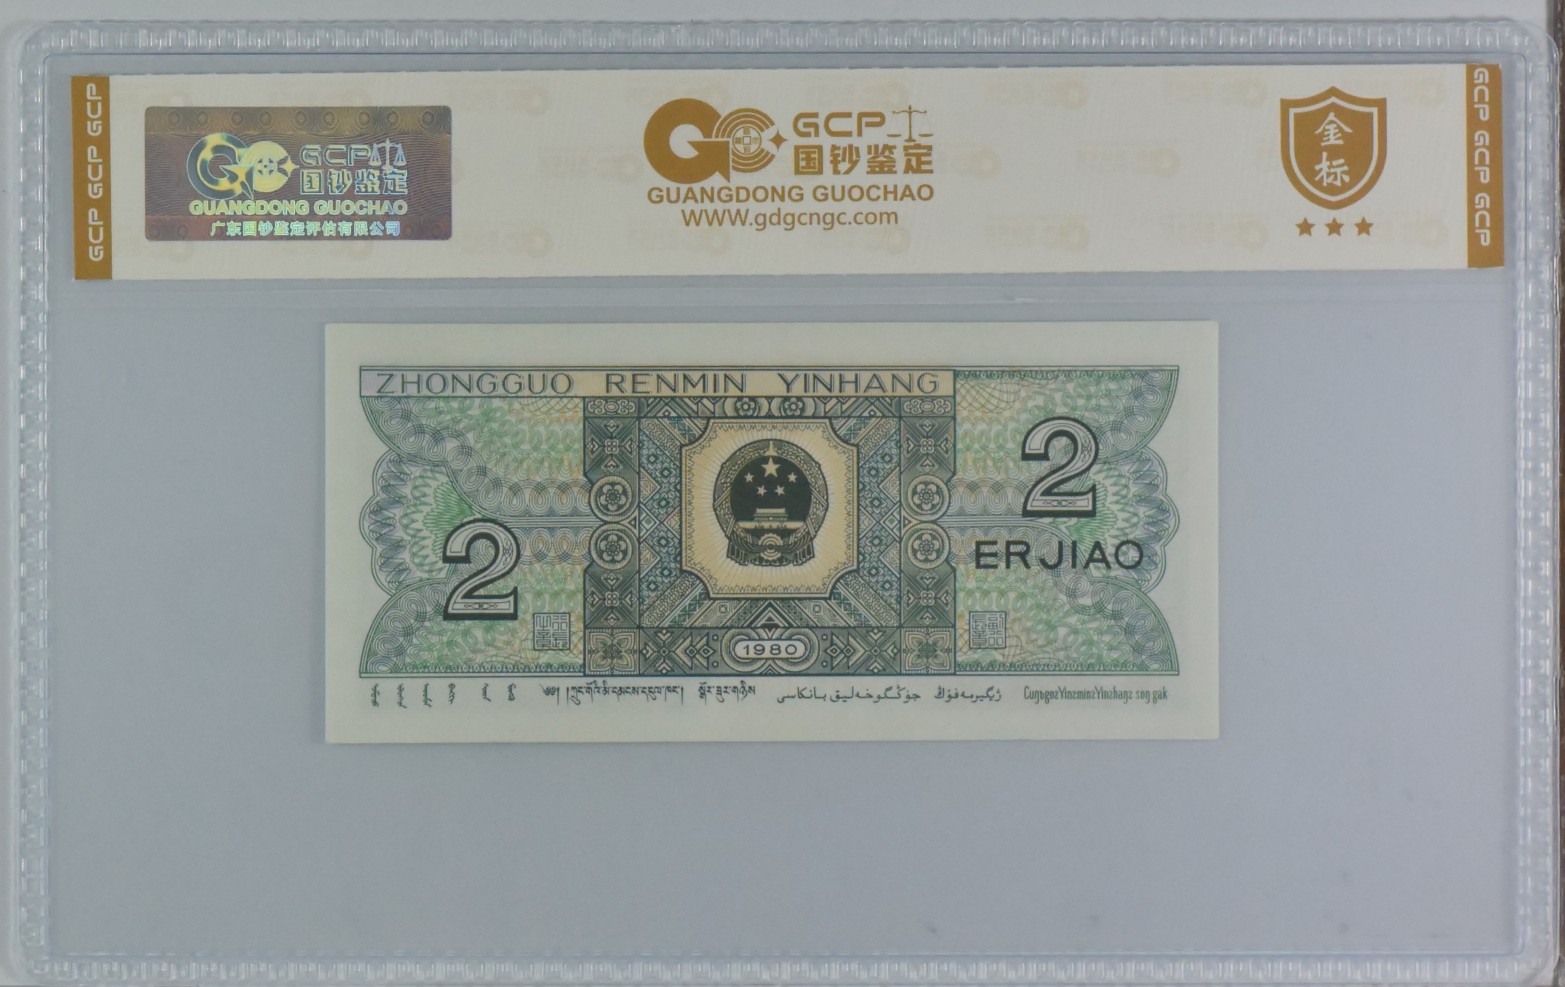 GCP GCP GCP
GCP
国钞鉴定
GUANGDONG GUOCHAO
广东国钞鉴定评估有限公司
GCP
国钞鉴定
GUANGDONG GUOCHAO
WWW.gdgcngc.com
金标
GCP GCP GCP
ZHONGGUO RENMIN YINHANG
2
ERJIAO
2
1980